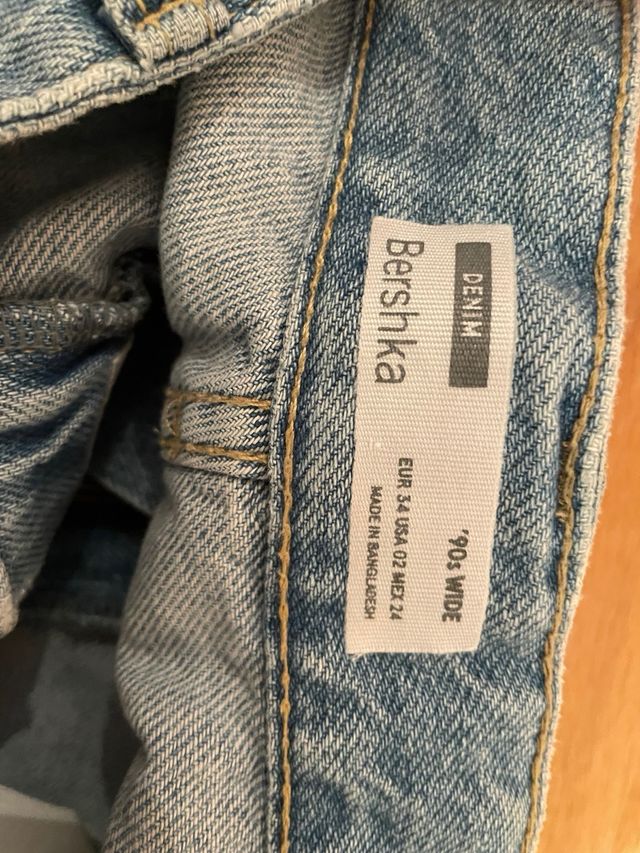 DENIM
Bershka
'90s WIDE
EUR 34 USA 02 MEX 24
MADE IN BANGLADESH